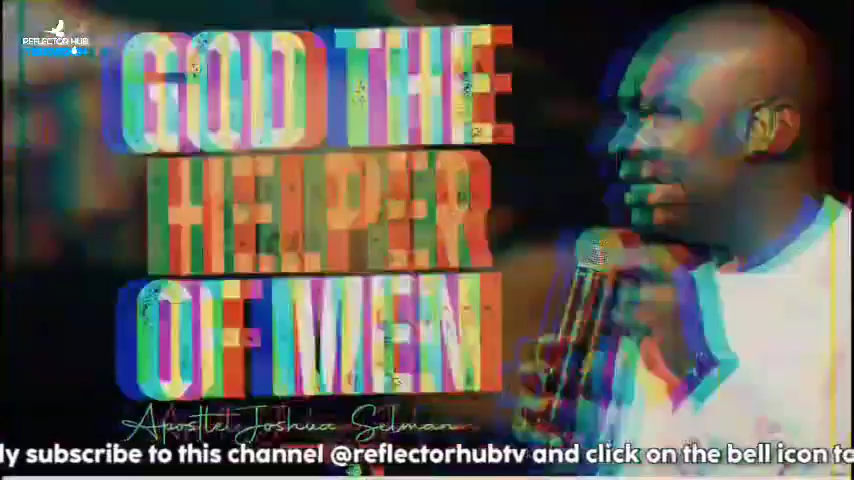 REFLECTOR HUB
GOD THE
HELPER
OF MEN
Apostle Joshua Selman
ly subscribe to this channel @reflectorhubtv and click on the bell icon to